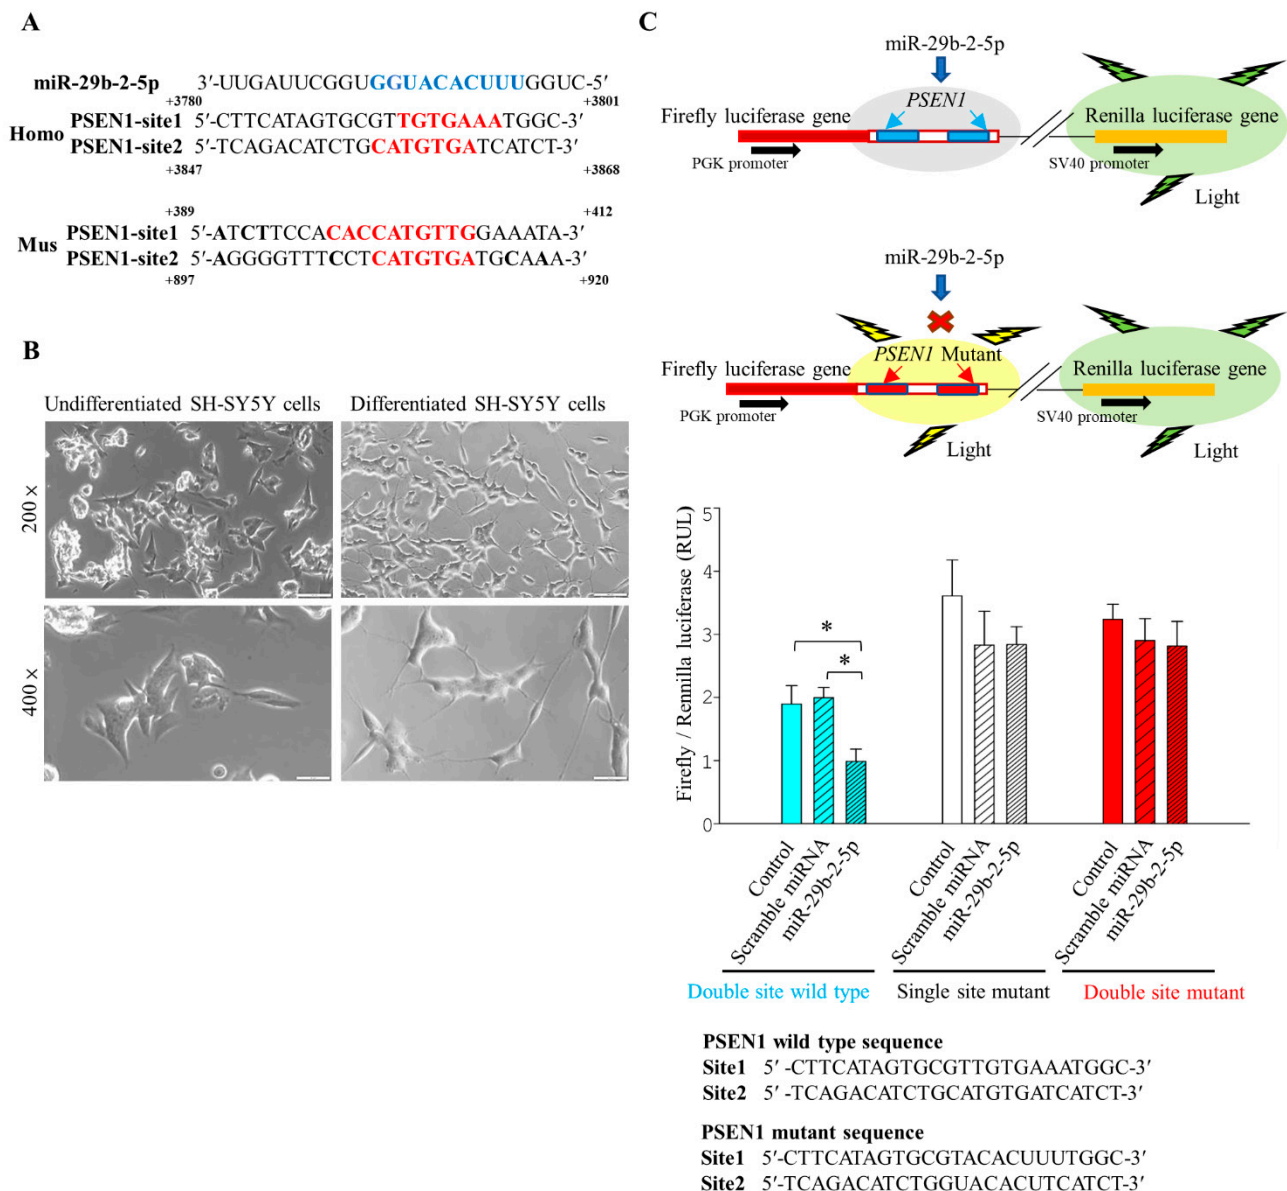 A
miR-29b-2-5p 3′-UUGAUUCGGUGGUACACUUUGGUC-5′
+3780 +3801
Homo
PSEN1-site1 5′-CTTCATAGTGCGTTGTGAAATGGC-3′
PSEN1-site2 5′-TCAGACATCTGCATGTGATCATCT-3′
+3847 +3868
+389 +412
Mus
PSEN1-site1 5′-ATCTTCCACACCATGTTGGAAATA-3′
PSEN1-site2 5′-AGGGGTTTCCTCATGTGATGCAAA-3′
+897 +920
B
Undifferentiated SH-SY5Y cells Differentiated SH-SY5Y cells
200 ×
400 ×
C
miR-29b-2-5p
PSEN1
Firefly luciferase gene Renilla luciferase gene
PGK promoter SV40 promoter
Light
miR-29b-2-5p
PSEN1 Mutant
Firefly luciferase gene Renilla luciferase gene
PGK promoter SV40 promoter
Light Light
Firefly / Rennilla luciferase (RUL)
5
4
3
2
1
0
* *
Control Scramble miRNA miR-29b-2-5p
Control Scramble miRNA miR-29b-2-5p
Control Scramble miRNA miR-29b-2-5p
Double site wild type Single site mutant Double site mutant
PSEN1 wild type sequence
Site1 5′ -CTTCATAGTGCGTTGTGAAATGGC-3′
Site2 5′ -TCAGACATCTGCATGTGATCATCT-3′
PSEN1 mutant sequence
Site1 5′-CTTCATAGTGCGTACACUUUTGGC-3′
Site2 5′-TCAGACATCTGGUACACUTCATCT-3′